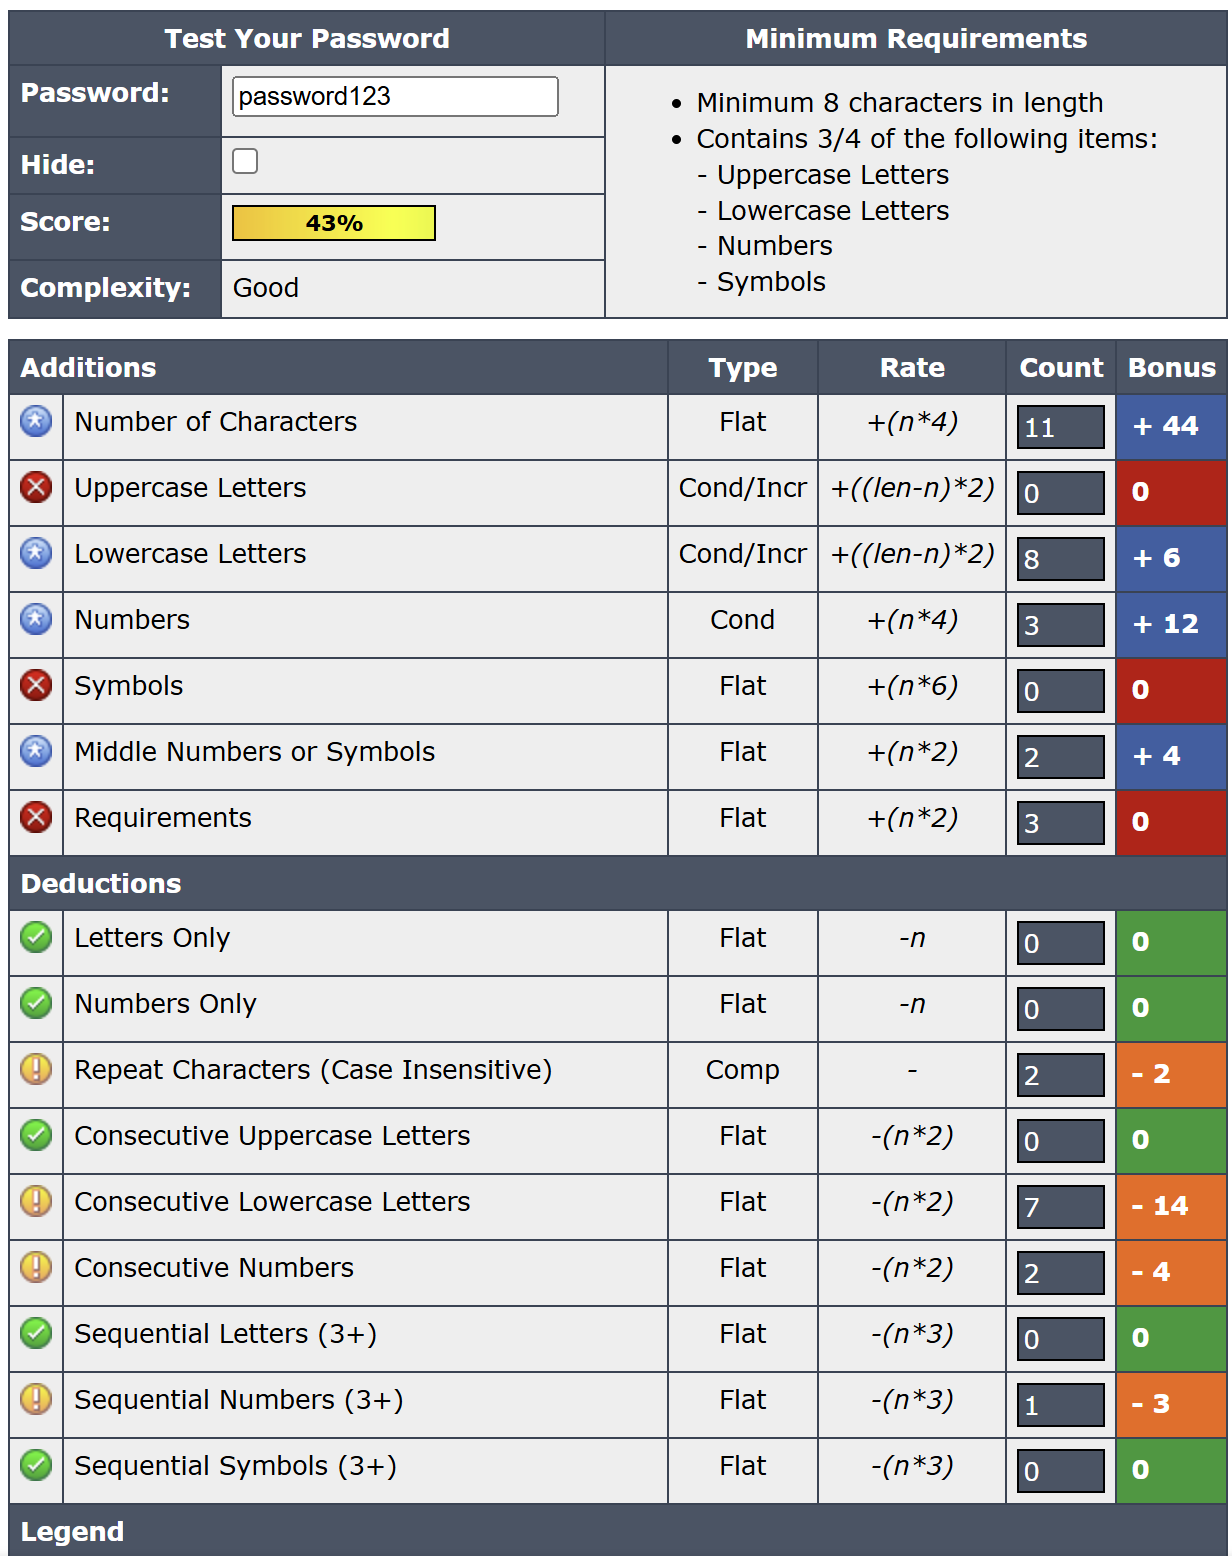 Test Your Password Minimum Requirements
Password: password123
Hide:
Score: 43%
Complexity: Good
• Minimum 8 characters in length
• Contains 3/4 of the following items:
- Uppercase Letters
- Lowercase Letters
- Numbers
- Symbols
Additions Type Rate Count Bonus
Number of Characters Flat +(n*4) 11 + 44
Uppercase Letters Cond/Incr +((len-n)*2) 0 0
Lowercase Letters Cond/Incr +((len-n)*2) 8 + 6
Numbers Cond +(n*4) 3 + 12
Symbols Flat +(n*6) 0 0
Middle Numbers or Symbols Flat +(n*2) 2 + 4
Requirements Flat +(n*2) 3 0
Deductions
Letters Only Flat -n 0 0
Numbers Only Flat -n 0 0
Repeat Characters (Case Insensitive) Comp - 2 - 2
Consecutive Uppercase Letters Flat -(n*2) 0 0
Consecutive Lowercase Letters Flat -(n*2) 7 - 14
Consecutive Numbers Flat -(n*2) 2 - 4
Sequential Letters (3+) Flat -(n*3) 0 0
Sequential Numbers (3+) Flat -(n*3) 1 - 3
Sequential Symbols (3+) Flat -(n*3) 0 0
Legend